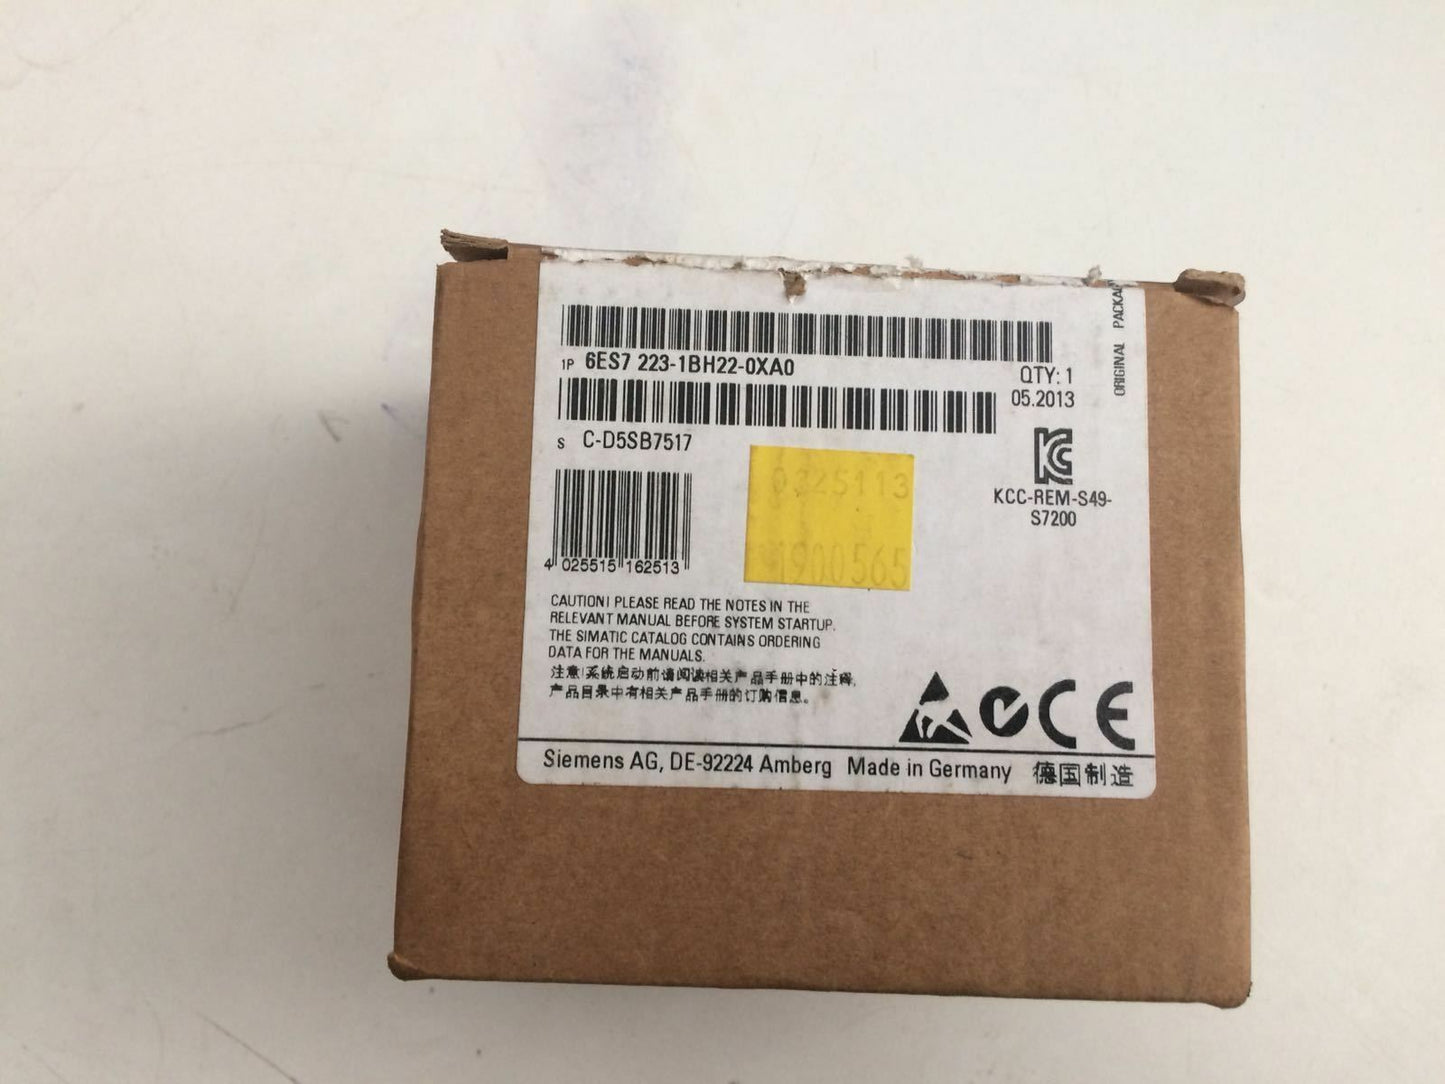 ORIGINAL PACKAG
1P 6ES7 223-1BH22-0XA0
QTY: 1
05.2013
S C-D5SB7517
KCC-REM-S49-
S7200
0325113
1900565
4 025515 162513
CAUTION! PLEASE READ THE NOTES IN THE
RELEVANT MANUAL BEFORE SYSTEM STARTUP.
THE SIMATIC CATALOG CONTAINS ORDERING
DATA FOR THE MANUALS.
注意!系统启动前请阅读相关产品手册中的注释,
产品目录中有相关产品手册的订购信息。
CE
Siemens AG, DE-92224 Amberg Made in Germany 德国制造